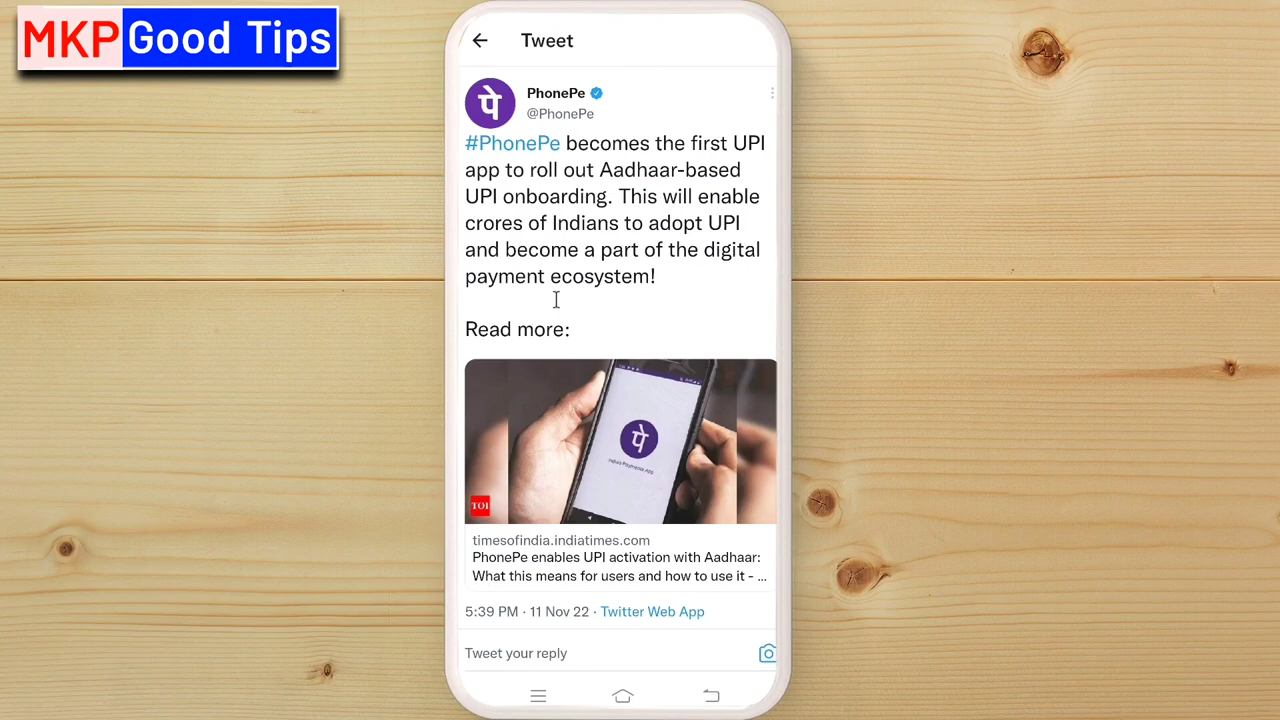 MKP Good Tips
Tweet
पे
PhonePe
@PhonePe
#PhonePe becomes the first UPI
app to roll out Aadhaar-based
UPI onboarding. This will enable
crores of Indians to adopt UPI
and become a part of the digital
payment ecosystem!
Read more:
पे
India's Payments App
TOI
timesofindia.indiatimes.com
PhonePe enables UPI activation with Aadhaar:
What this means for users and how to use it - ...
5:39 PM · 11 Nov 22 · Twitter Web App
Tweet your reply